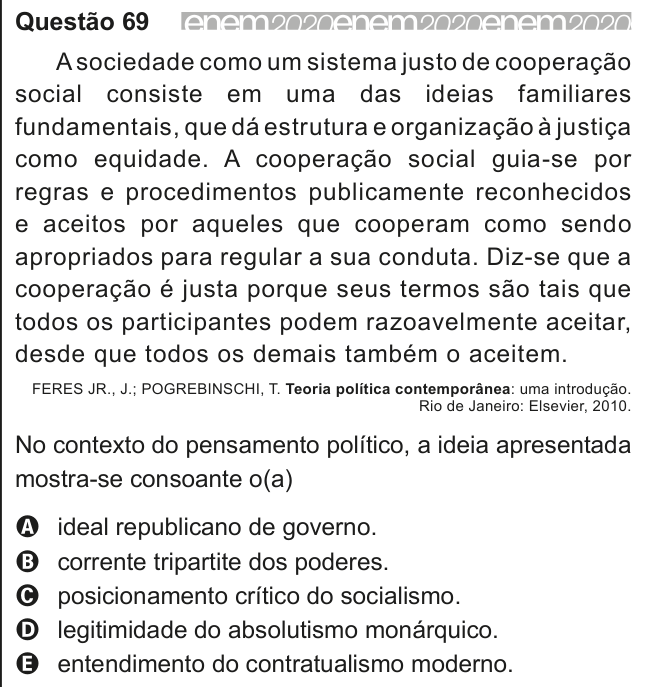 Questão 69 enem2020enem2020enem2020
A sociedade como um sistema justo de cooperação
social consiste em uma das ideias familiares
fundamentais, que dá estrutura e organização à justiça
como equidade. A cooperação social guia-se por
regras e procedimentos publicamente reconhecidos
e aceitos por aqueles que cooperam como sendo
apropriados para regular a sua conduta. Diz-se que a
cooperação é justa porque seus termos são tais que
todos os participantes podem razoavelmente aceitar,
desde que todos os demais também o aceitem.
FERES JR., J.; POGREBINSCHI, T. Teoria política contemporânea: uma introdução.
Rio de Janeiro: Elsevier, 2010.
No contexto do pensamento político, a ideia apresentada
mostra-se consoante o(a)
A ideal republicano de governo.
B corrente tripartite dos poderes.
C posicionamento crítico do socialismo.
D legitimidade do absolutismo monárquico.
E entendimento do contratualismo moderno.